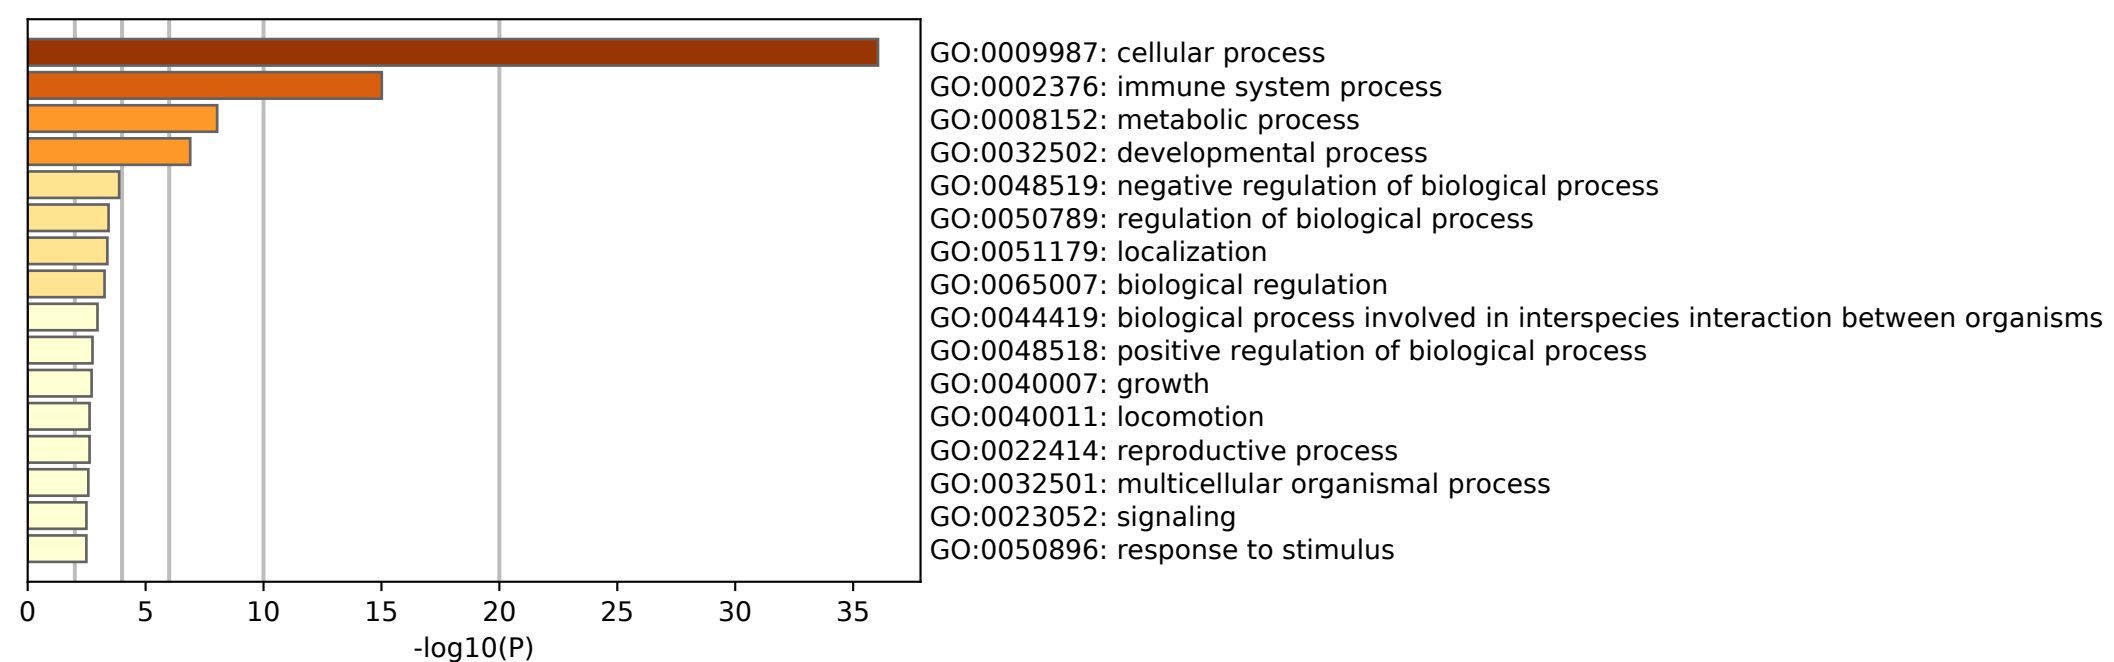 GO:0009987: cellular process
GO:0002376: immune system process
GO:0008152: metabolic process
GO:0032502: developmental process
GO:0048519: negative regulation of biological process
GO:0050789: regulation of biological process
GO:0051179: localization
GO:0065007: biological regulation
GO:0044419: biological process involved in interspecies interaction between organisms
GO:0048518: positive regulation of biological process
GO:0040007: growth
GO:0040011: locomotion
GO:0022414: reproductive process
GO:0032501: multicellular organismal process
GO:0023052: signaling
GO:0050896: response to stimulus
0 5 10 15 20 25 30 35
-log10(P)